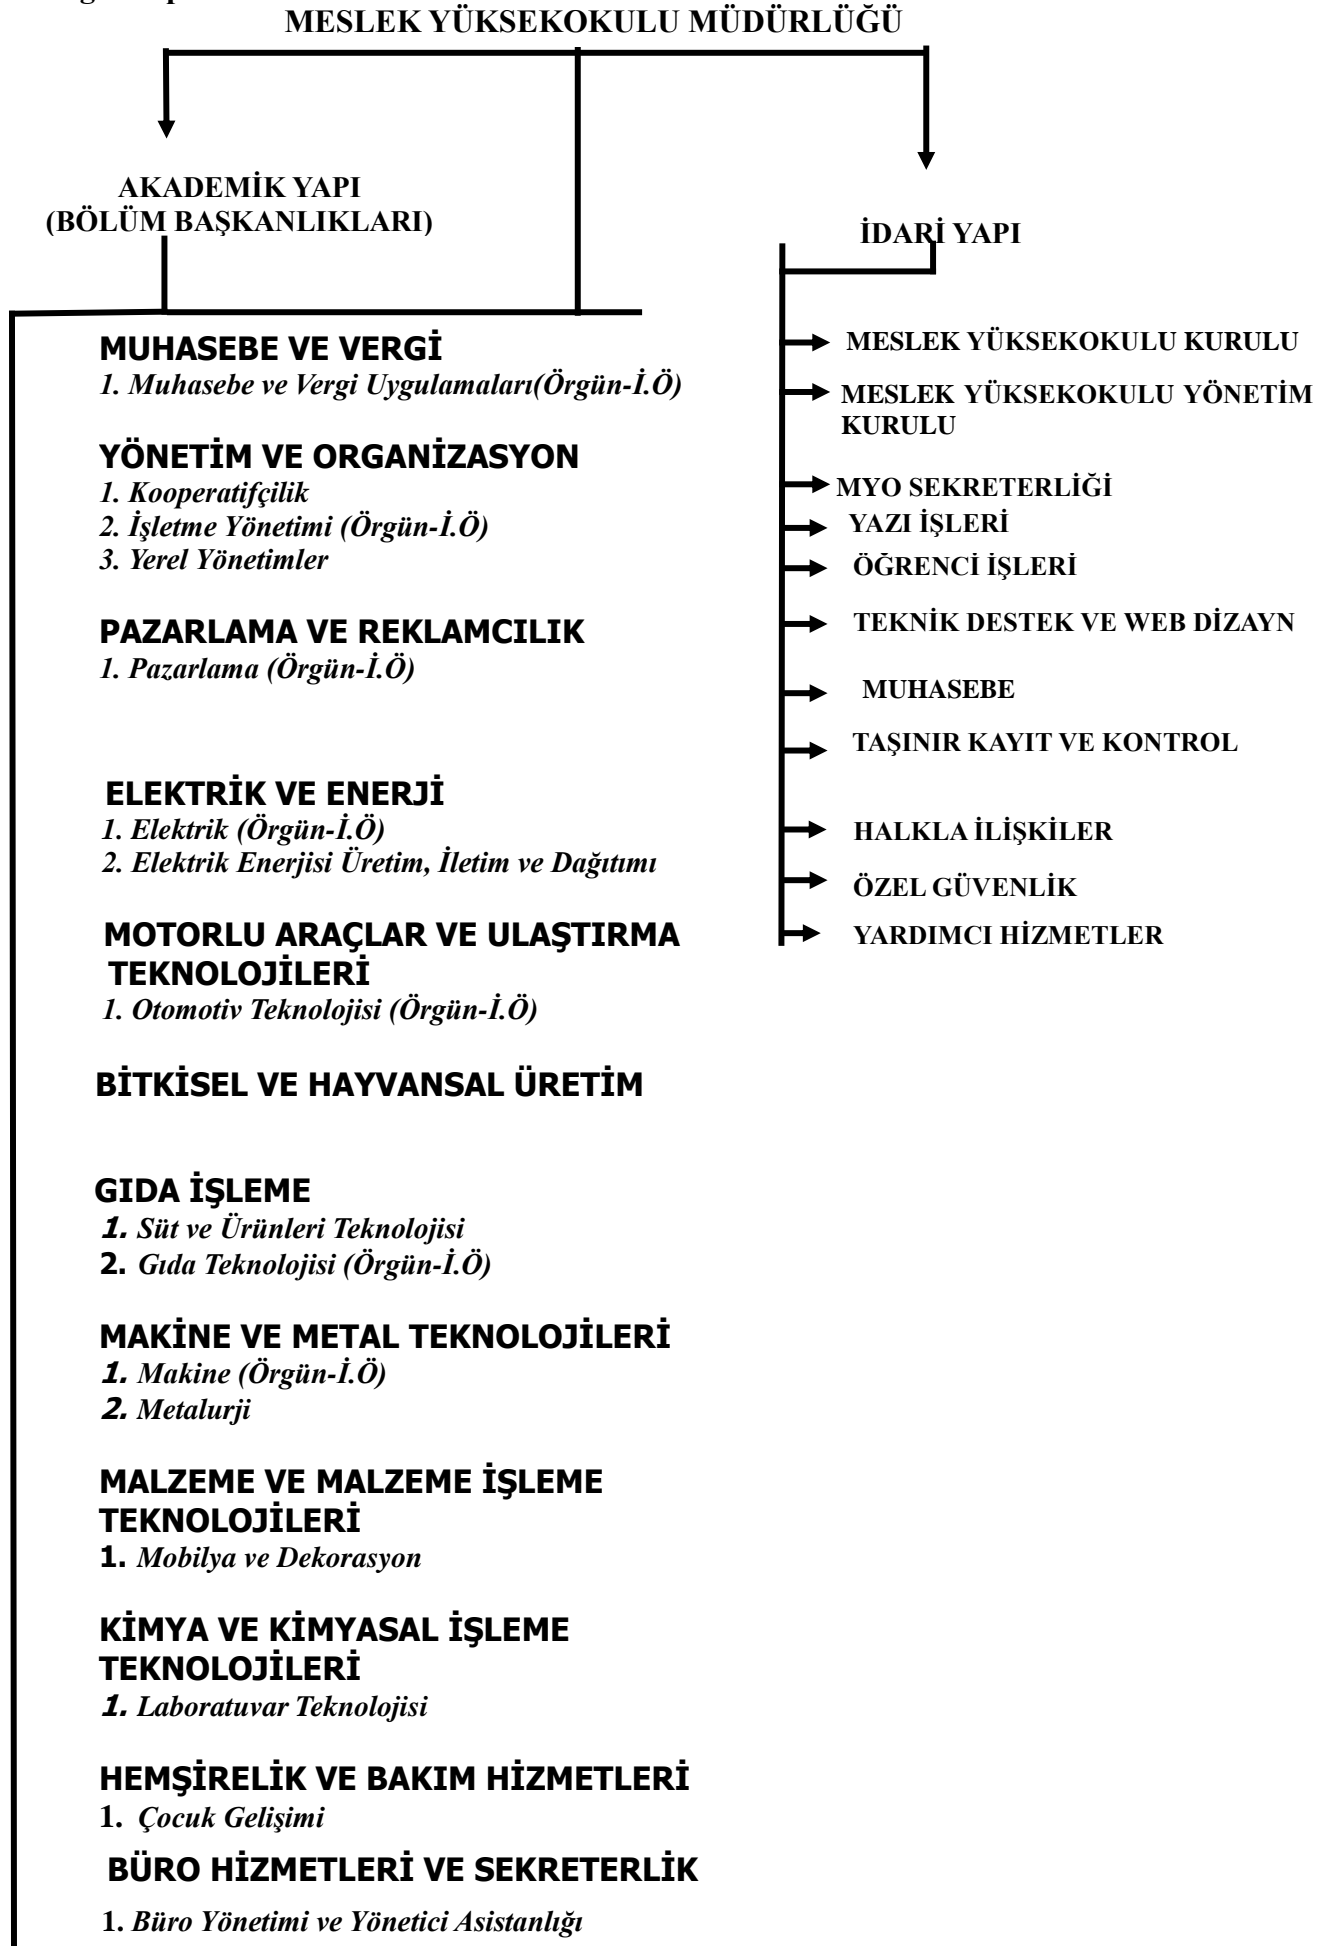 MESLEK YÜKSEKOKULU MÜDÜRLÜĞÜ
AKADEMİK YAPI
(BÖLÜM BAŞKANLIKLARI)
MUHASEBE VE VERGİ
1. Muhasebe ve Vergi Uygulamaları(Örgün-İ.Ö)
YÖNETİM VE ORGANİZASYON
1. Kooperatifçilik
2. İşletme Yönetimi (Örgün-İ.Ö)
3. Yerel Yönetimler
PAZARLAMA VE REKLAMCILIK
1. Pazarlama (Örgün-İ.Ö)
ELEKTRİK VE ENERJİ
1. Elektrik (Örgün-İ.Ö)
2. Elektrik Enerjisi Üretim, İletim ve Dağıtımı
MOTORLU ARAÇLAR VE ULAŞTIRMA
TEKNOLOJİLERİ
1. Otomotiv Teknolojisi (Örgün-İ.Ö)
BİTKİSEL VE HAYVANSAL ÜRETİM
GIDA İŞLEME
1. Süt ve Ürünleri Teknolojisi
2. Gıda Teknolojisi (Örgün-İ.Ö)
MAKİNE VE METAL TEKNOLOJİLERİ
1. Makine (Örgün-İ.Ö)
2. Metalurji
MALZEME VE MALZEME İŞLEME
TEKNOLOJİLERİ
1. Mobilya ve Dekorasyon
KİMYA VE KİMYASAL İŞLEME
TEKNOLOJİLERİ
1. Laboratuvar Teknolojisi
HEMŞİRELİK VE BAKIM HİZMETLERİ
1. Çocuk Gelişimi
BÜRO HİZMETLERİ VE SEKRETERLİK
1. Büro Yönetimi ve Yönetici Asistanlığı
İDARİ YAPI
MESLEK YÜKSEKOKULU KURULU
MESLEK YÜKSEKOKULU YÖNETİM
KURULU
MYO SEKRETERLİĞİ
YAZI İŞLERİ
ÖĞRENCİ İŞLERİ
TEKNİK DESTEK VE WEB DİZAYN
MUHASEBE
TAŞINIR KAYIT VE KONTROL
HALKLA İLİŞKİLER
ÖZEL GÜVENLİK
YARDIMCI HİZMETLER